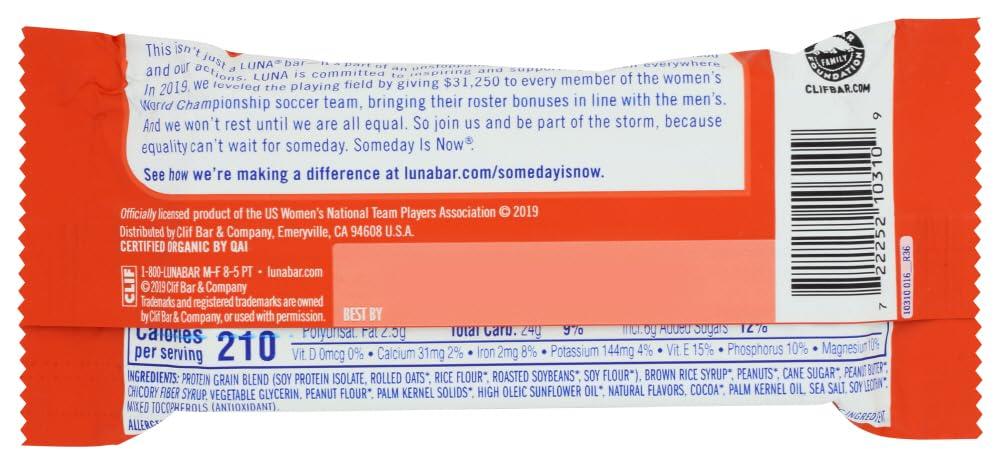 This isn't just a LUNA® bar—it's part of an
and our actions. LUNA is committed to inspiring and everywhere.
In 2019, we leveled the playing field by giving $31,250 to every member of the women's
World Championship soccer team, bringing their roster bonuses in line with the men's.
And we won't rest until we are all equal. So join us and be part of the storm, because
equality can't wait for someday. Someday Is Now®.
See how we're making a difference at lunabar.com/somedayisnow.
Officially licensed product of the US Women's National Team Players Association © 2019
Distributed by Clif Bar & Company, Emeryville, CA 94608 U.S.A.
CERTIFIED ORGANIC BY QAI
CLIF
1-800-LUNABAR M-F 8-5 PT • lunabar.com
© 2019 Clif Bar & Company
Trademarks and registered trademarks are owned
by Clif Bar & Company, or used with permission.
BEST BY
FAMILY
FOUNDATION
CLIFBAR.COM
7 22252 10310 9
10310.016 R36
Calories
per serving 210
Polyunsat. Fat 2.5g Total Carb. 24g 9% Incl. 6g Added Sugars 12%
Vit. D 0mcg 0% • Calcium 31mg 2% • Iron 2mg 8% • Potassium 144mg 4% • Vit. E 15% • Phosphorus 10% • Magnesium 10%
INGREDIENTS: PROTEIN GRAIN BLEND (SOY PROTEIN ISOLATE, ROLLED OATS*, RICE FLOUR*, ROASTED SOYBEANS*, SOY FLOUR*), BROWN RICE SYRUP*, PEANUTS*, CANE SUGAR*, PEANUT BUTTER*,
CHICORY FIBER SYRUP, VEGETABLE GLYCERIN, PEANUT FLOUR*, PALM KERNEL SOLIDS*, HIGH OLEIC SUNFLOWER OIL*, NATURAL FLAVORS, COCOA*, PALM KERNEL OIL, SEA SALT, SOY LECITHIN*,
MIXED TOCOPHEROLS (ANTIOXIDANT).